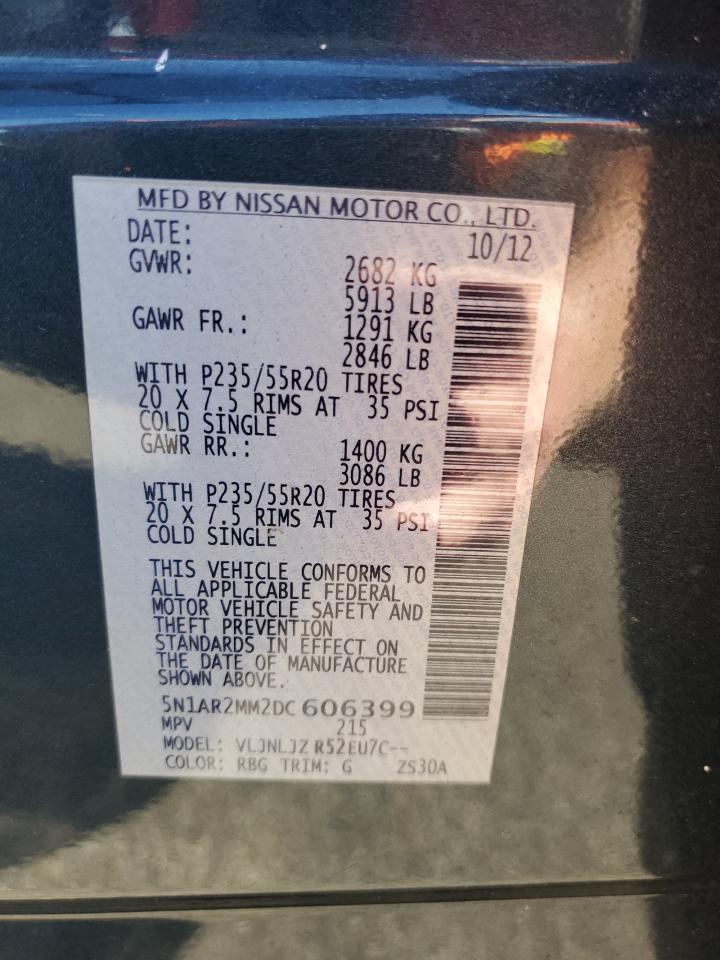 MFD BY NISSAN MOTOR CO., LTD.
DATE: 10/12
GVWR: 2682 KG
5913 LB
GAWR FR.: 1291 KG
2846 LB
WITH P235/55R20 TIRES
20 X 7.5 RIMS AT 35 PSI
COLD SINGLE
GAWR RR.: 1400 KG
3086 LB
WITH P235/55R20 TIRES
20 X 7.5 RIMS AT 35 PSI
COLD SINGLE
THIS VEHICLE CONFORMS TO
ALL APPLICABLE FEDERAL
MOTOR VEHICLE SAFETY AND
THEFT PREVENTION
STANDARDS IN EFFECT ON
THE DATE OF MANUFACTURE
SHOWN ABOVE.
5N1AR2MM2DC 606399
MPV 215
MODEL: VLJNLJZ R52EU7C--
COLOR: RBG TRIM: G ZS30A